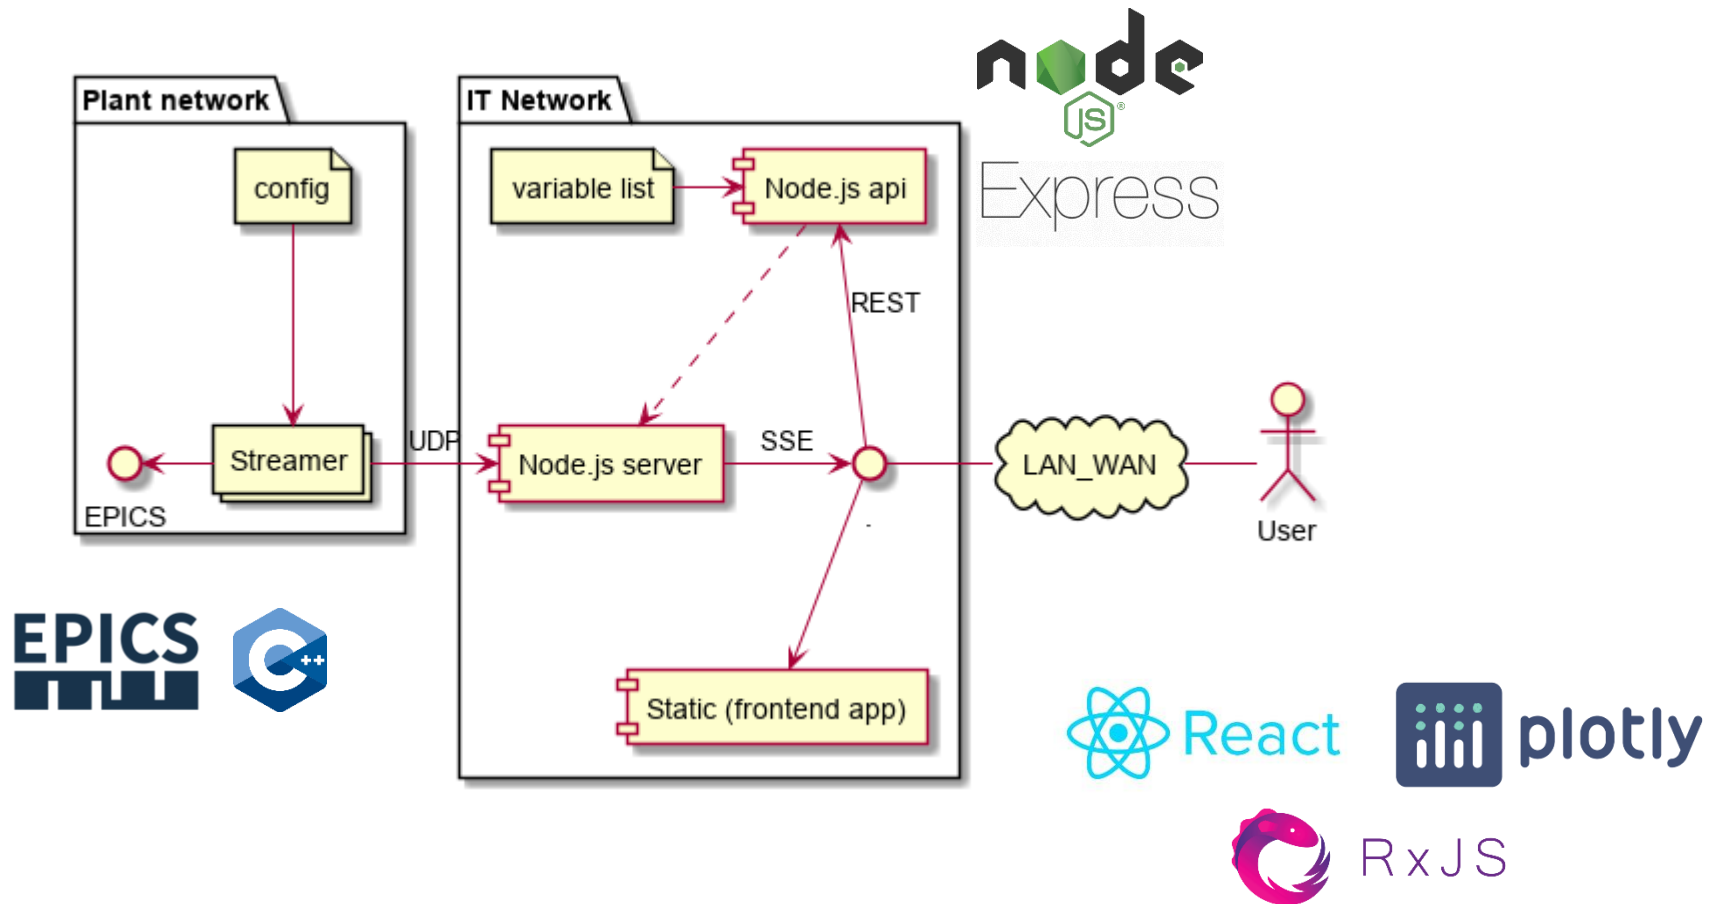 node
JS®
Express
Plant network
config
Streamer
EPICS
UDP
IT Network
variable list
Node.js api
REST
Node.js server
SSE
.
Static (frontend app)
LAN_WAN
User
EPICS
C++
React
plotly
RxJS